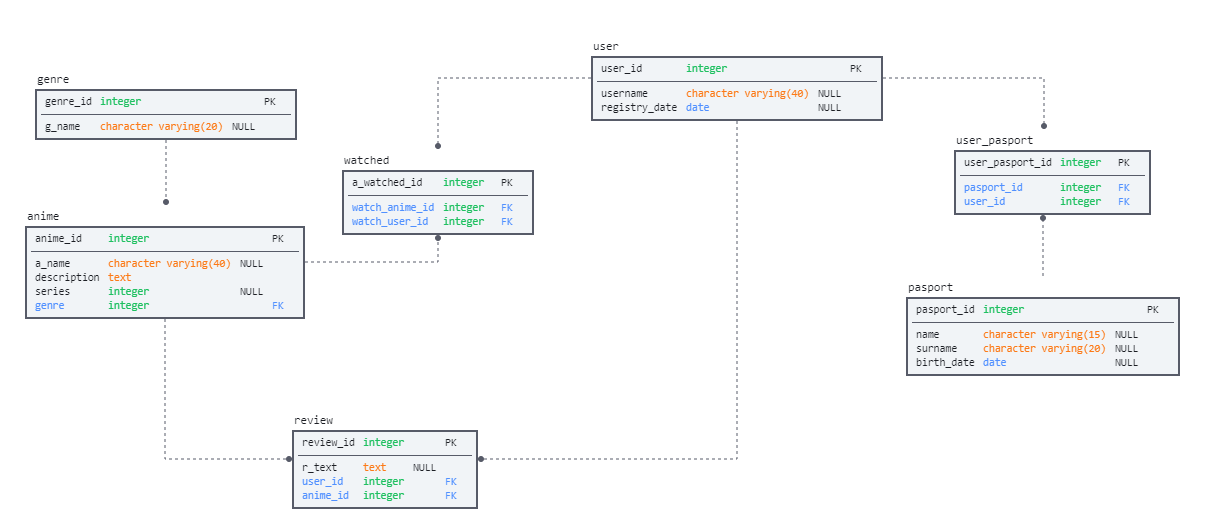 user
user_id integer PK
username character varying(40) NULL
registry_date date NULL
genre
genre_id integer PK
g_name character varying(20) NULL
watched
a_watched_id integer PK
watch_anime_id integer FK
watch_user_id integer FK
user_pasport
user_pasport_id integer PK
pasport_id integer FK
user_id integer FK
anime
anime_id integer PK
a_name character varying(40) NULL
description text
series integer NULL
genre integer FK
pasport
pasport_id integer PK
name character varying(15) NULL
surname character varying(20) NULL
birth_date date NULL
review
review_id integer PK
r_text text NULL
user_id integer FK
anime_id integer FK